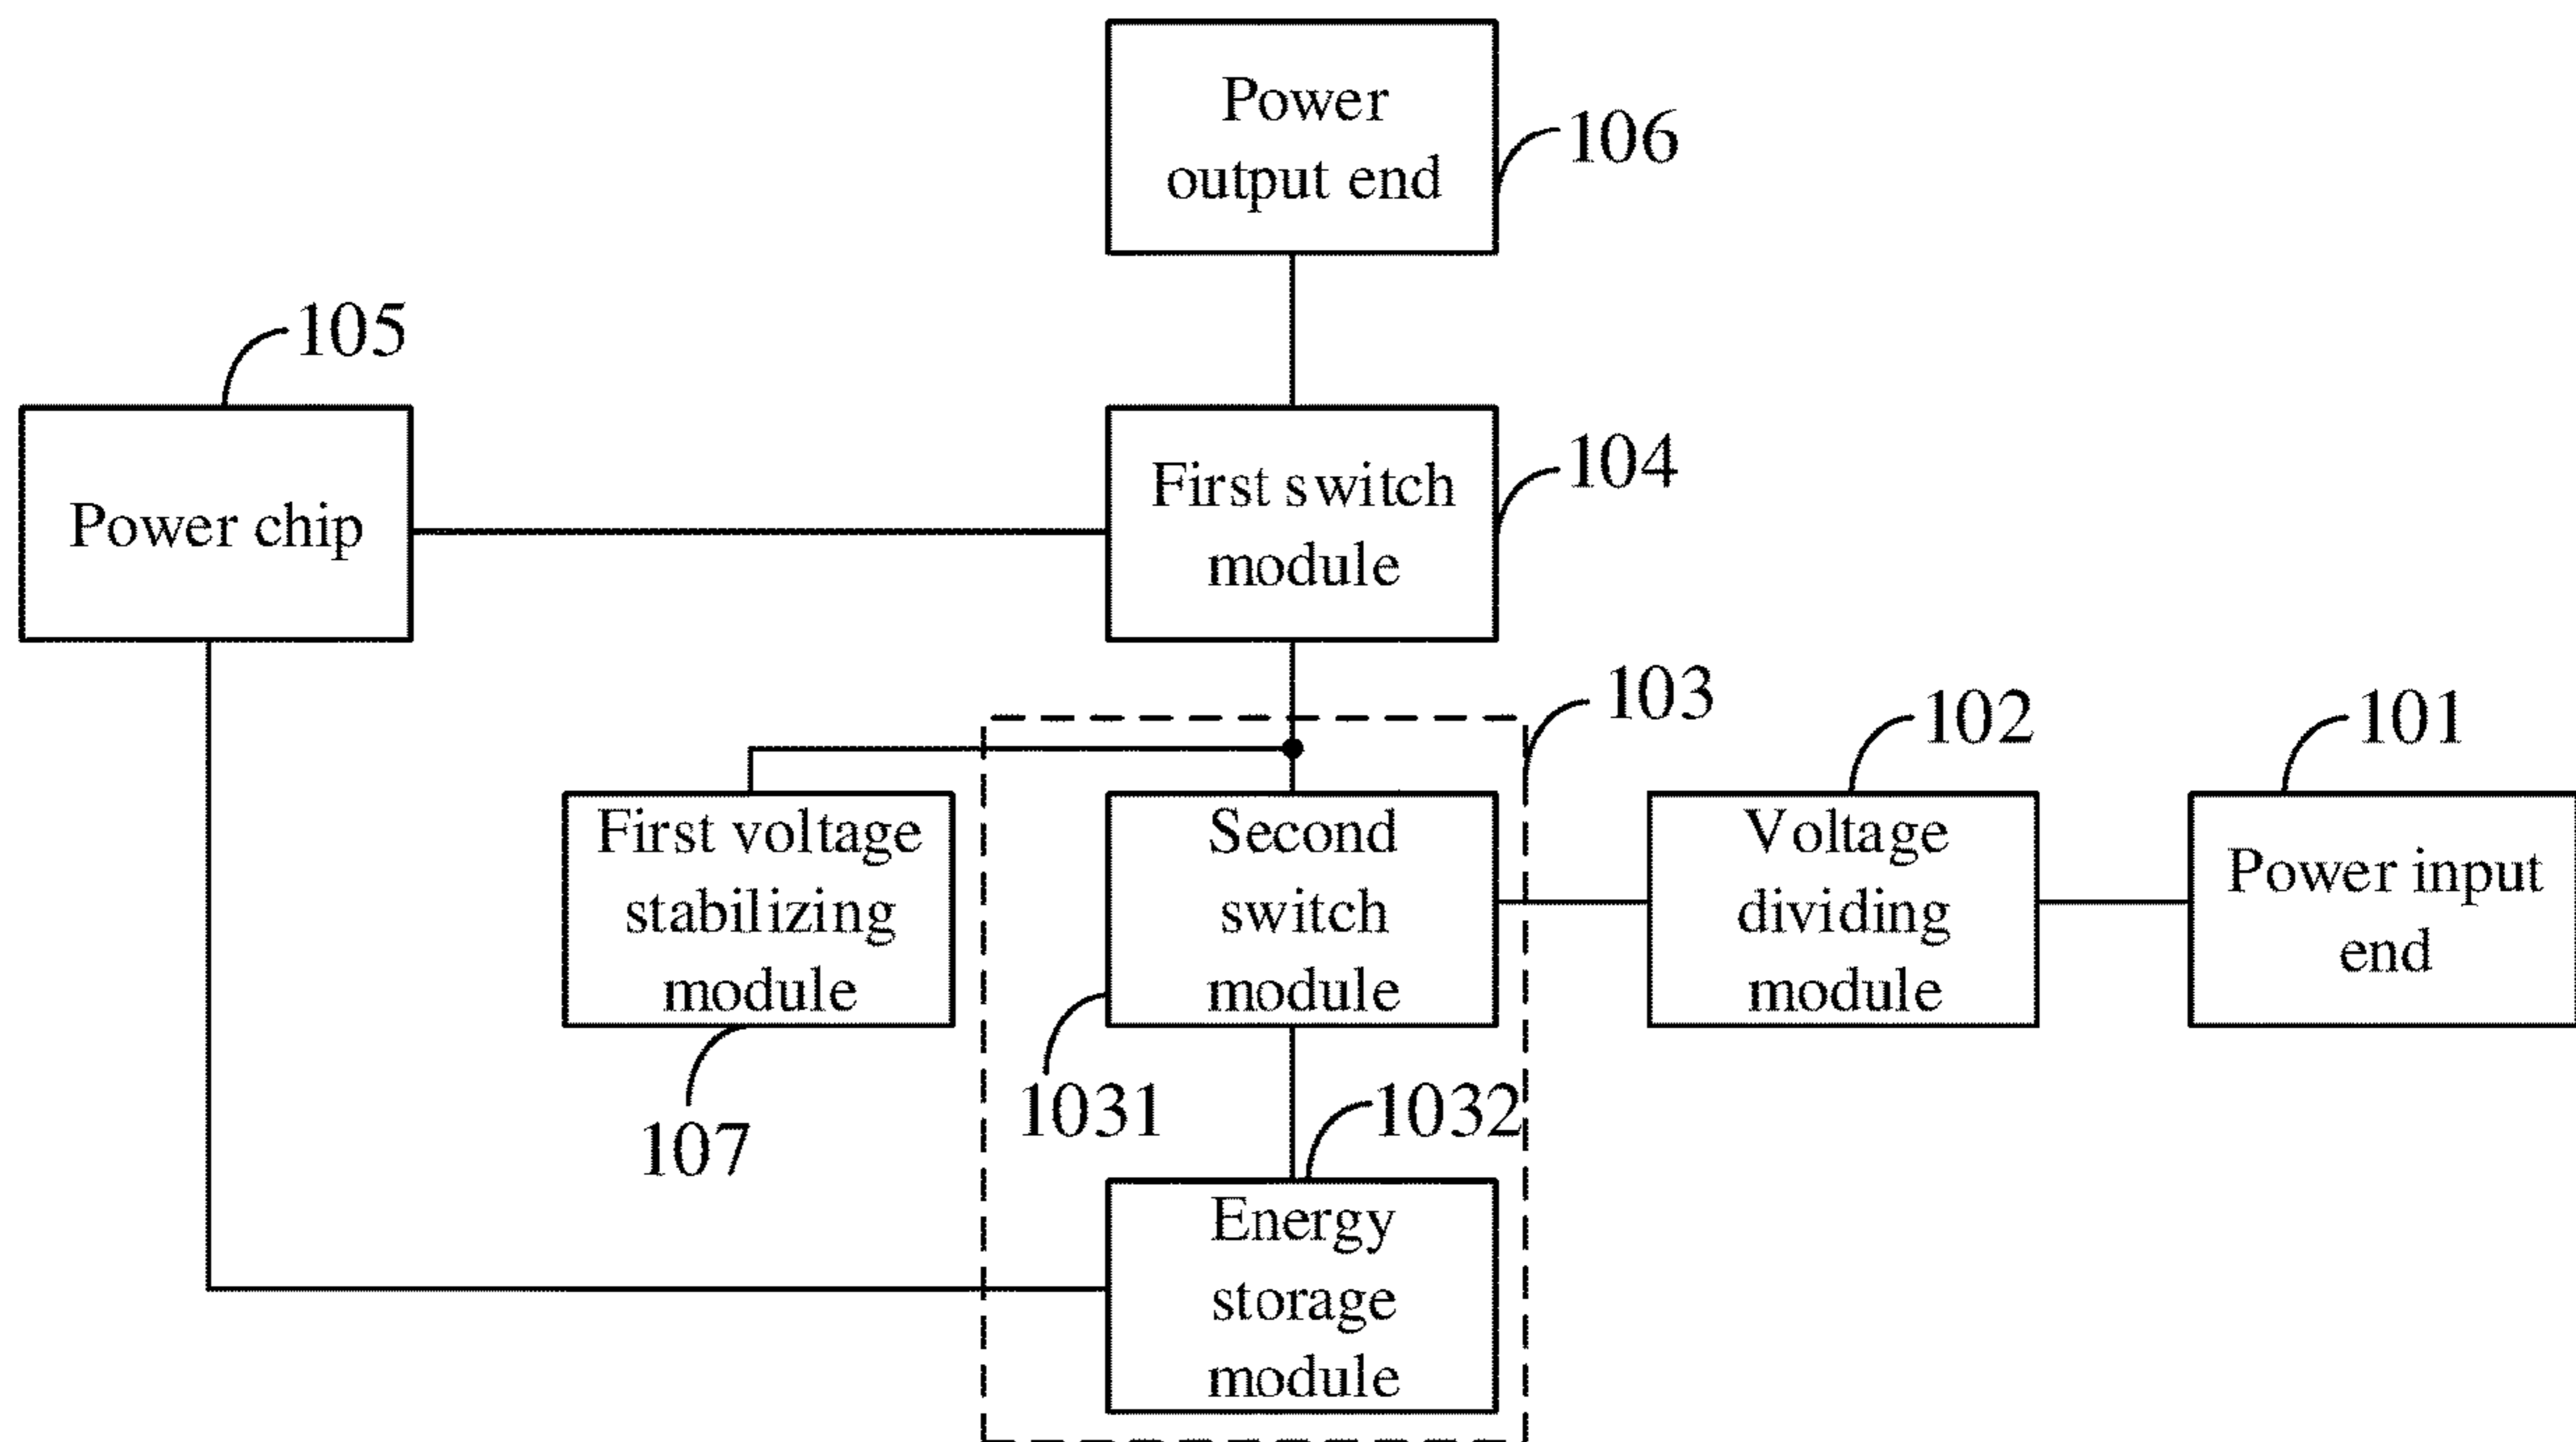 Power
output end
106
105
Power chip
First switch
module
104
103
102
101
First voltage
stabilizing
module
107
Second
switch
module
1031
Voltage
dividing
module
Power input
end
1032
Energy
storage
module